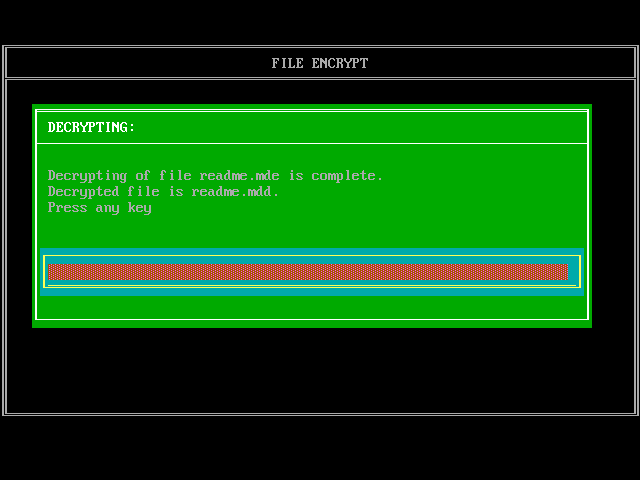 FILE ENCRYPT
DECRYPTING:
Decrypting of file readme.mde is complete.
Decrypted file is readme.mdd.
Press any key